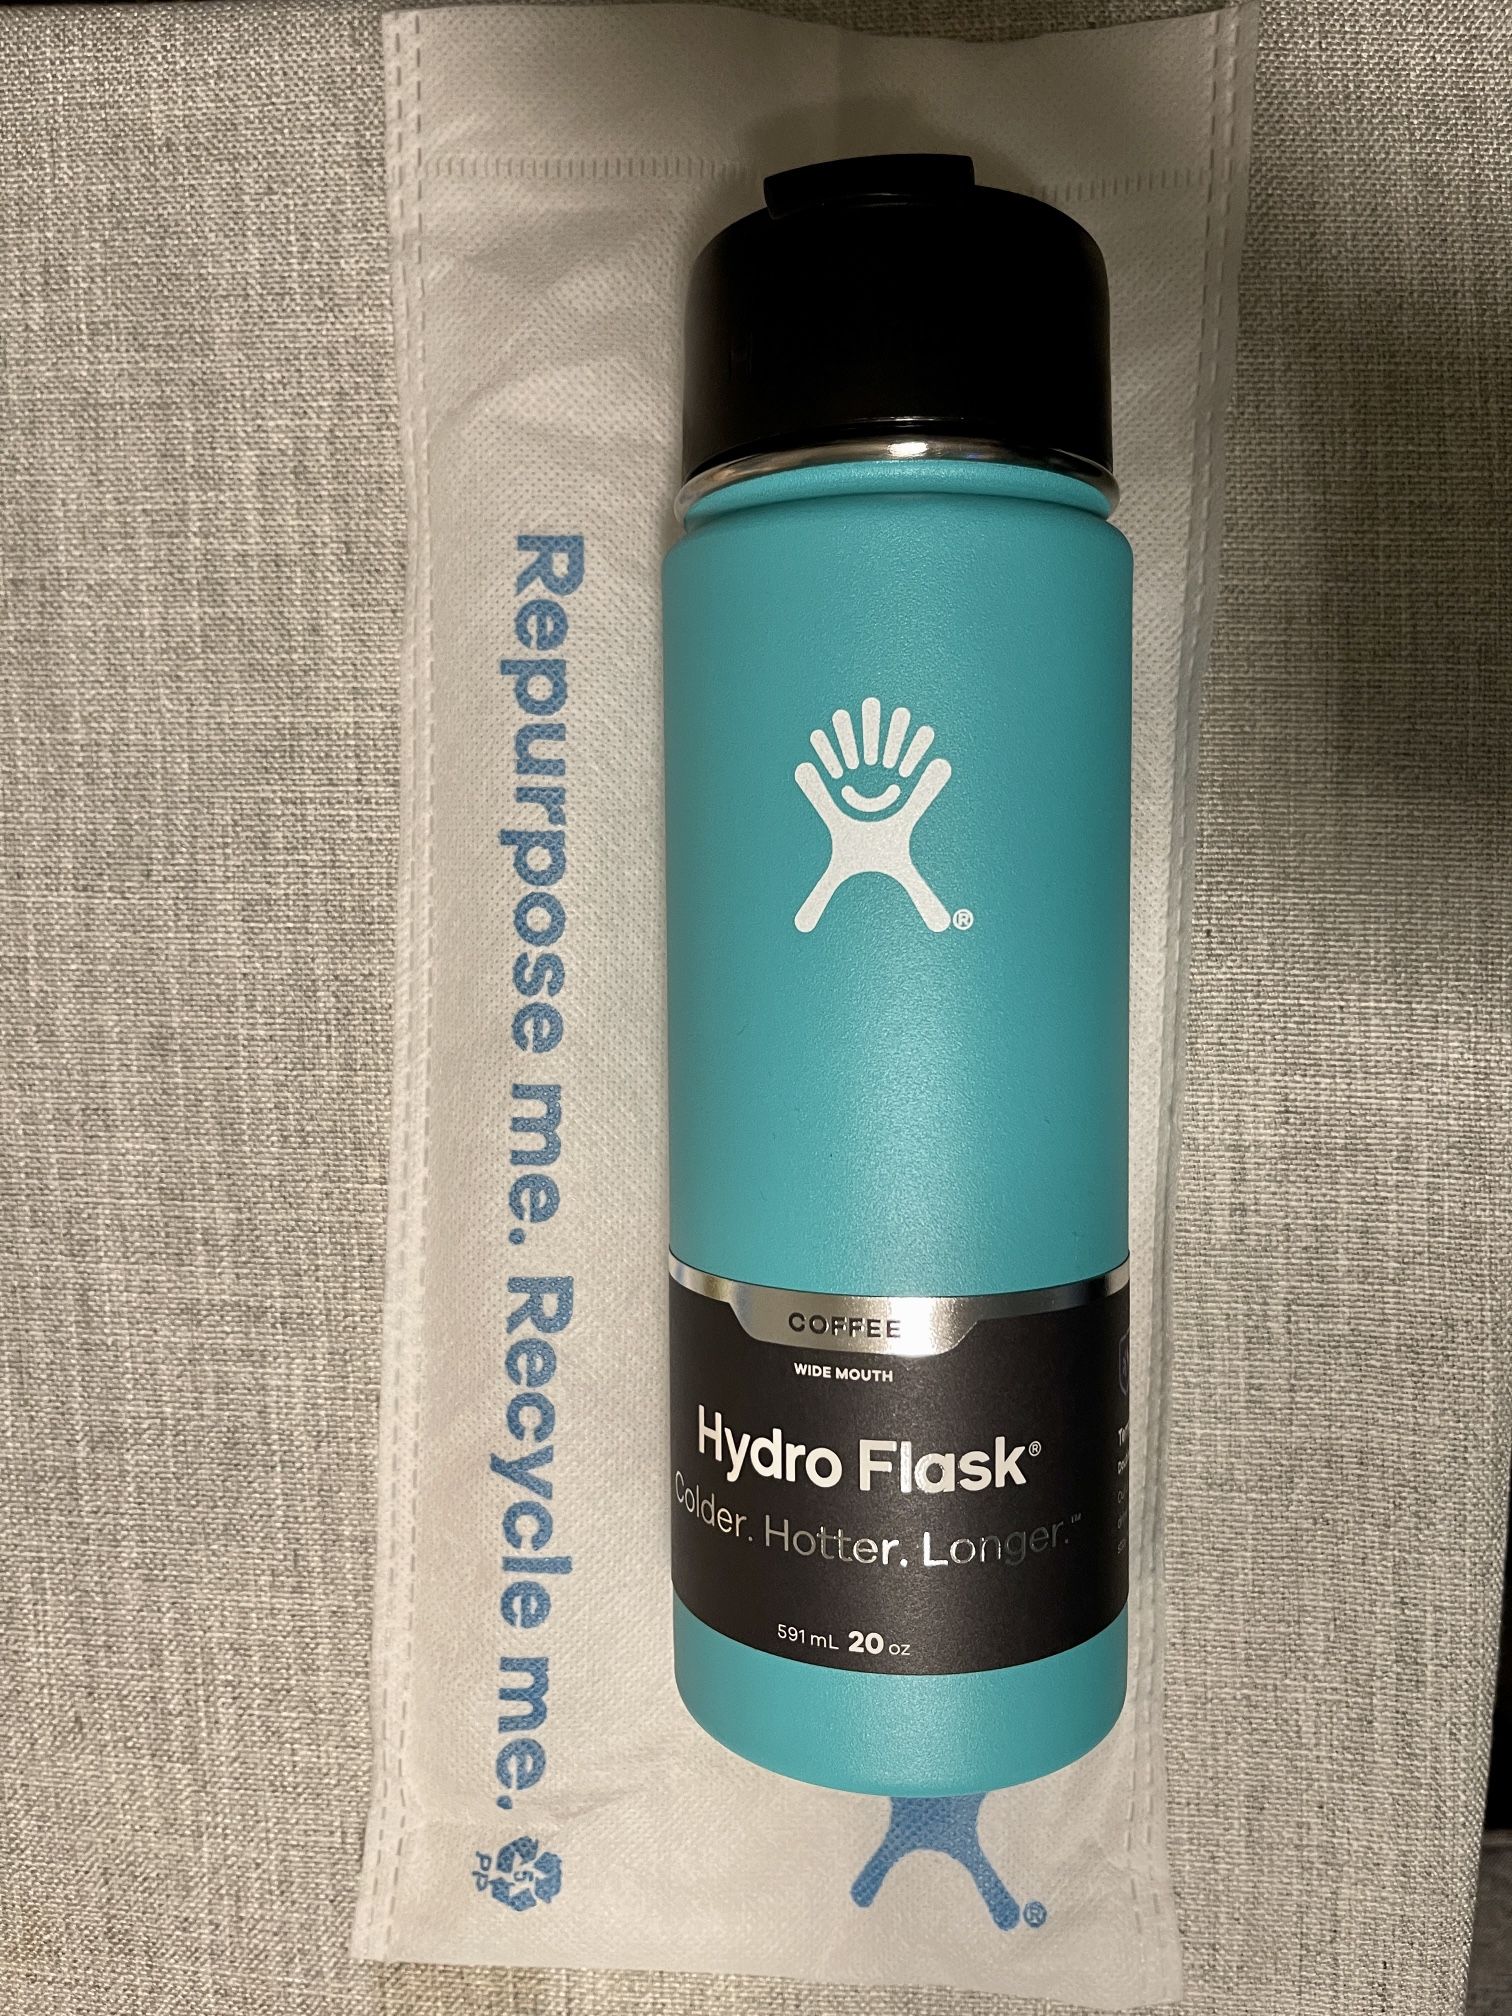 Repurpose me. Recycle me.
5
PP
®
COFFEE
WIDE MOUTH
Hydro Flask®
Colder. Hotter. Longer.™
591 mL 20 oz
®